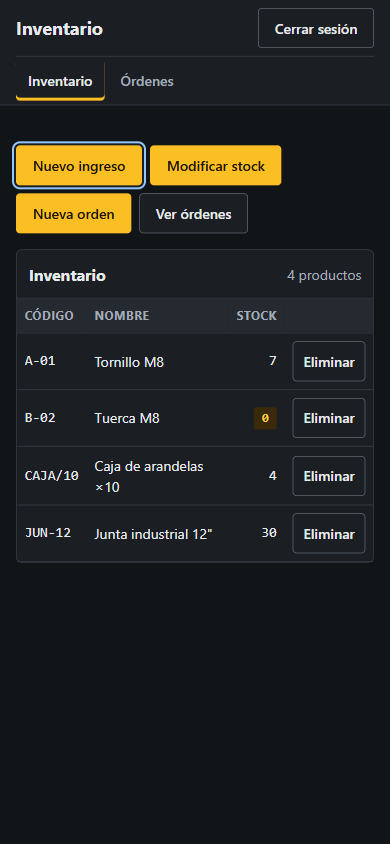 Inventario
Cerrar sesión
Inventario Órdenes
Nuevo ingreso Modificar stock
Nueva orden Ver órdenes
Inventario 4 productos
CÓDIGO NOMBRE STOCK
A-01 Tornillo M8 7 Eliminar
B-02 Tuerca M8 0 Eliminar
CAJA/10 Caja de arandelas
×10 4 Eliminar
JUN-12 Junta industrial 12" 30 Eliminar